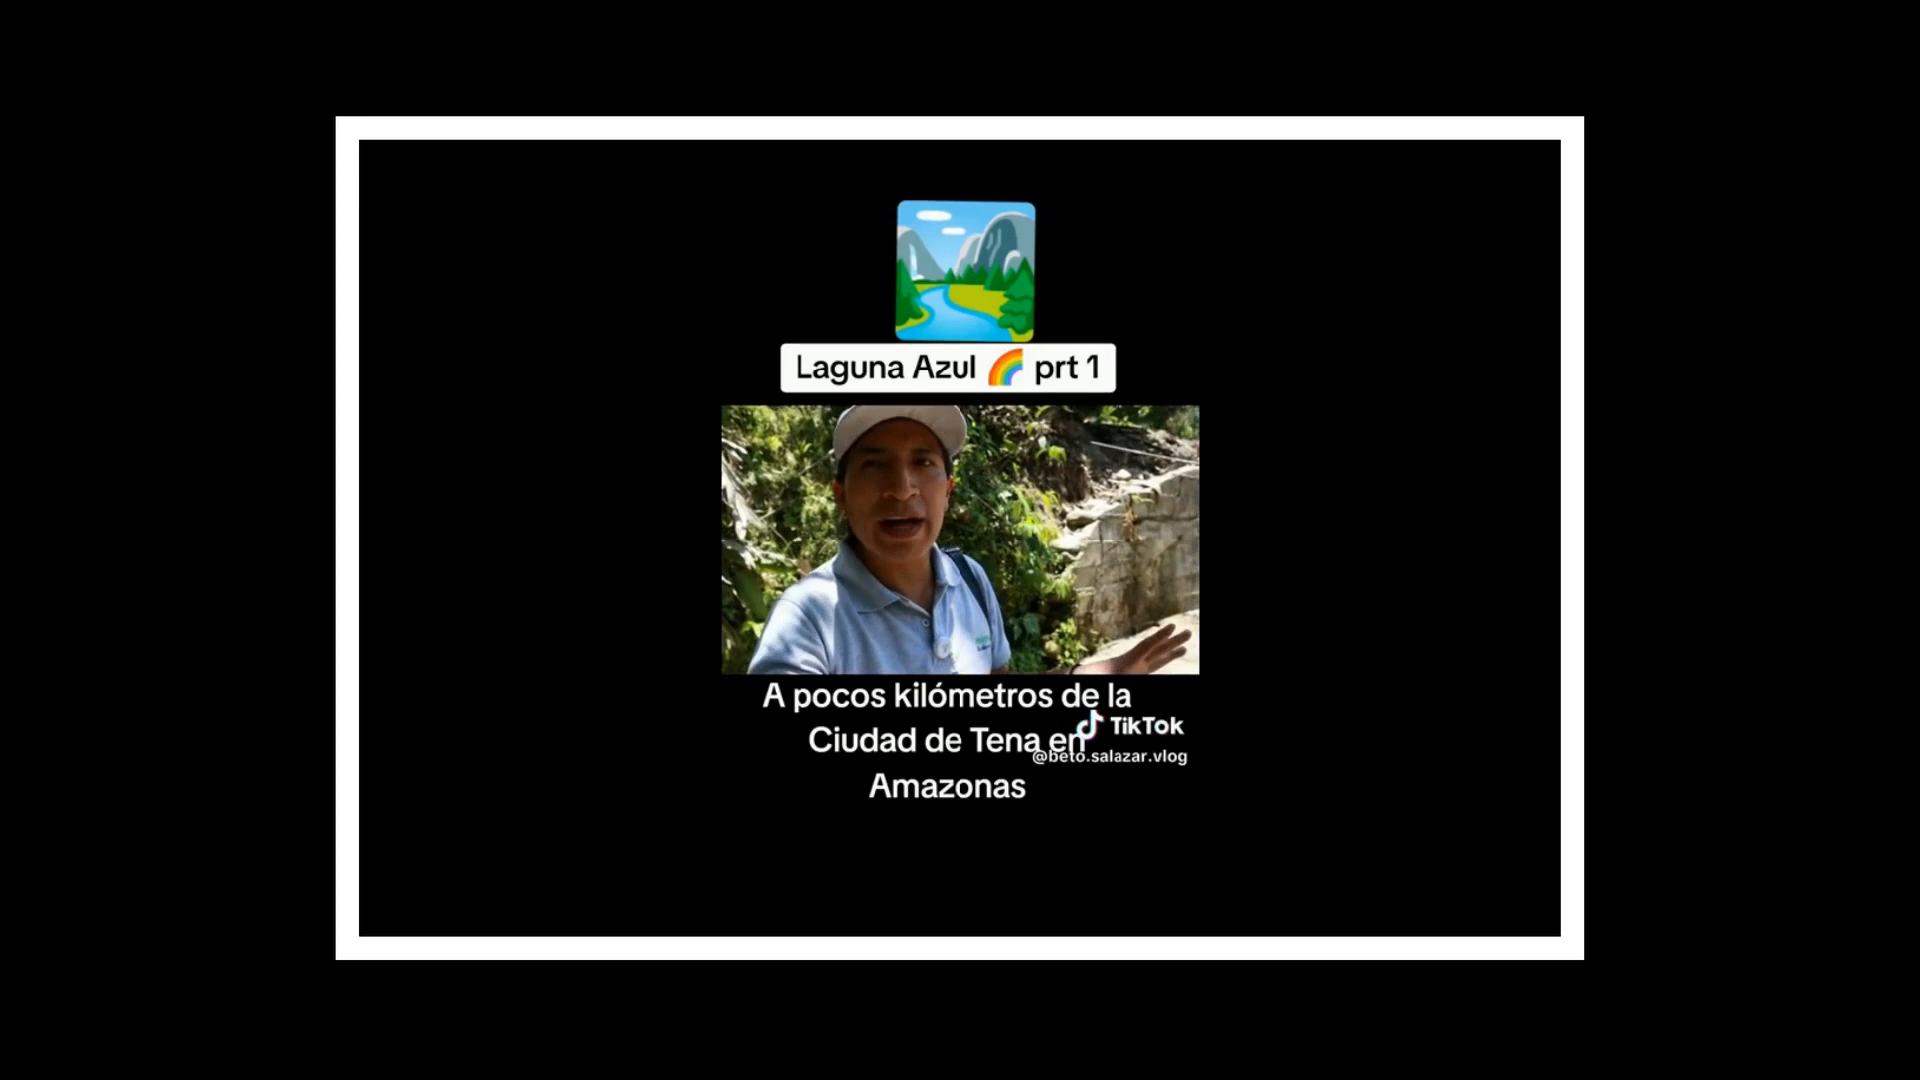 Laguna Azul 🌈 prt 1
A pocos kilómetros de la
Ciudad de Tena en
Amazonas
TikTok
@beto.salazar.vlog